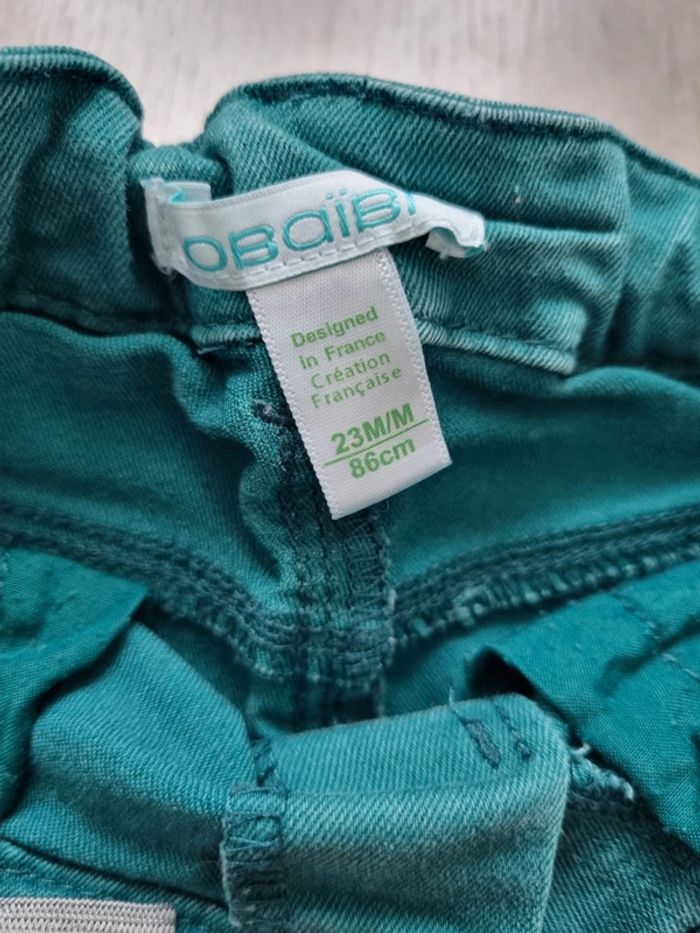 OBAÏBI
Designed
in France
Création
Française
23M/M
86cm